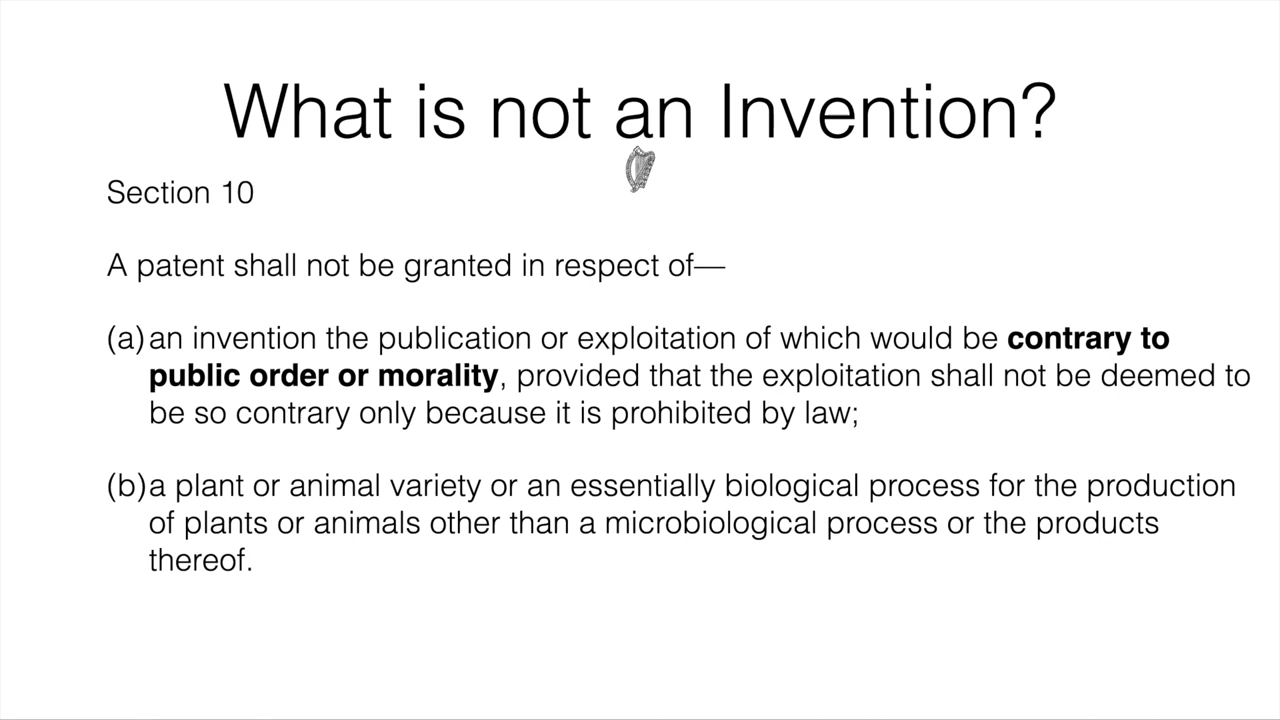 What is not an Invention?
Section 10
A patent shall not be granted in respect of—
(a) an invention the publication or exploitation of which would be contrary to
public order or morality, provided that the exploitation shall not be deemed to
be so contrary only because it is prohibited by law;
(b) a plant or animal variety or an essentially biological process for the production
of plants or animals other than a microbiological process or the products
thereof.